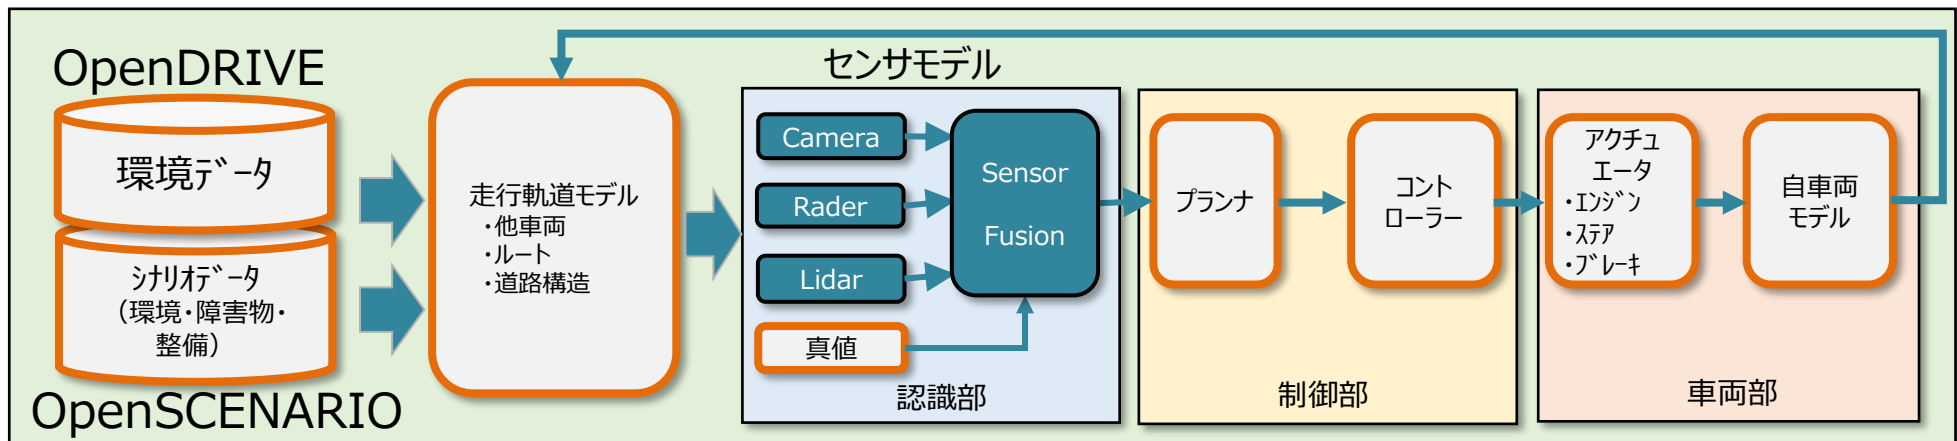 OpenDRIVE
環境ﾃﾞｰﾀ
ｼﾅﾘｵﾃﾞｰﾀ
（環境・障害物・
整備）
OpenSCENARIO
走行軌道モデル
・他車両
・ルート
・道路構造
センサモデル
Camera
Rader
Lidar
真値
Sensor
Fusion
認識部
プランナ
コント
ローラー
制御部
アクチュ
エータ
・ｴﾝｼﾞﾝ
・ｽﾃｱ
・ﾌﾞﾚｰｷ
自車両
モデル
車両部